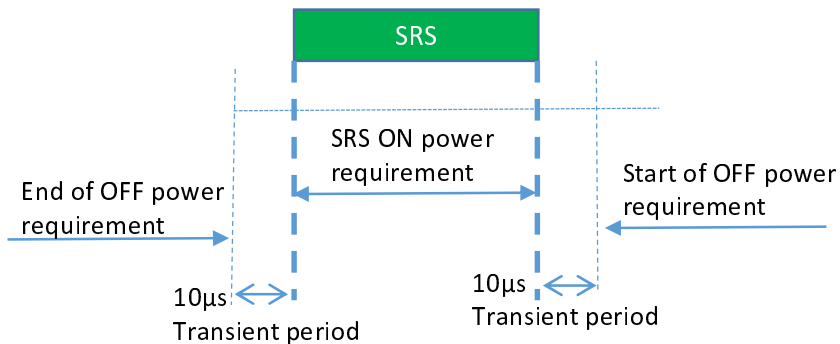 SRS
SRS ON power
requirement
End of OFF power
requirement
Start of OFF power
requirement
10µs
Transient period
10µs
Transient period